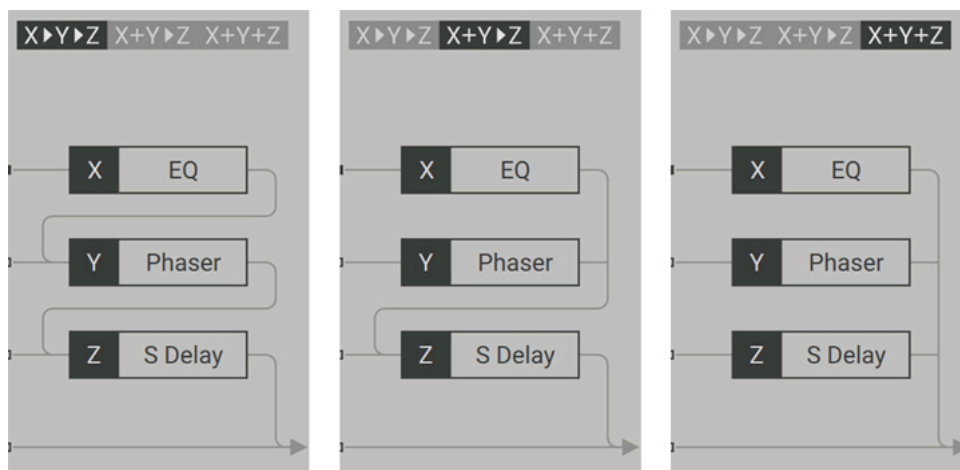 X▶Y▶Z X+Y▶Z X+Y+Z
X EQ
Y Phaser
Z S Delay
X▶Y▶Z X+Y▶Z X+Y+Z
X EQ
Y Phaser
Z S Delay
X▶Y▶Z X+Y▶Z X+Y+Z
X EQ
Y Phaser
Z S Delay